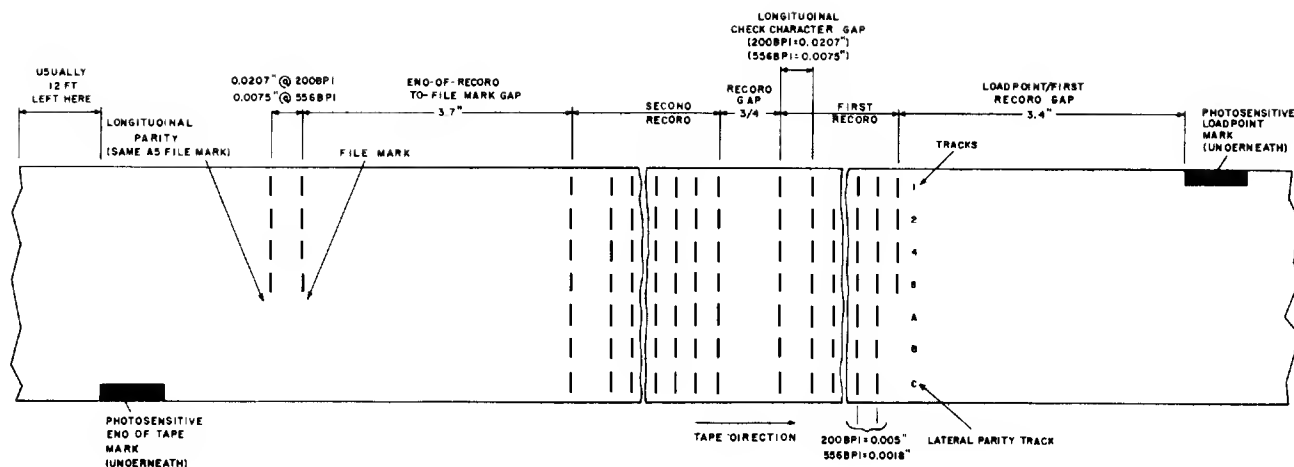 USUALLY
12 FT
LEFT HERE
0.0207" @ 200BPI
0.0075" @ 556BPI
LONGITUDINAL
PARITY
(SAME AS FILE MARK)
END-OF-RECORD
TO-FILE MARK GAP
3.7"
FILE MARK
SECOND
RECORD
RECORD
GAP
3/4
LONGITUDINAL
CHECK CHARACTER GAP
(200BPI=0.0207")
(556BPI=0.0075")
FIRST
RECORD
LOADPOINT/FIRST
RECORD GAP
3.4"
TRACKS
PHOTOSENSITIVE
LOADPOINT
MARK
(UNDERNEATH)
1
2
4
8
A
B
C
PHOTOSENSITIVE
END OF TAPE
MARK
(UNDERNEATH)
TAPE DIRECTION
200BPI=0.005"
556BPI=0.0018"
LATERAL PARITY TRACK